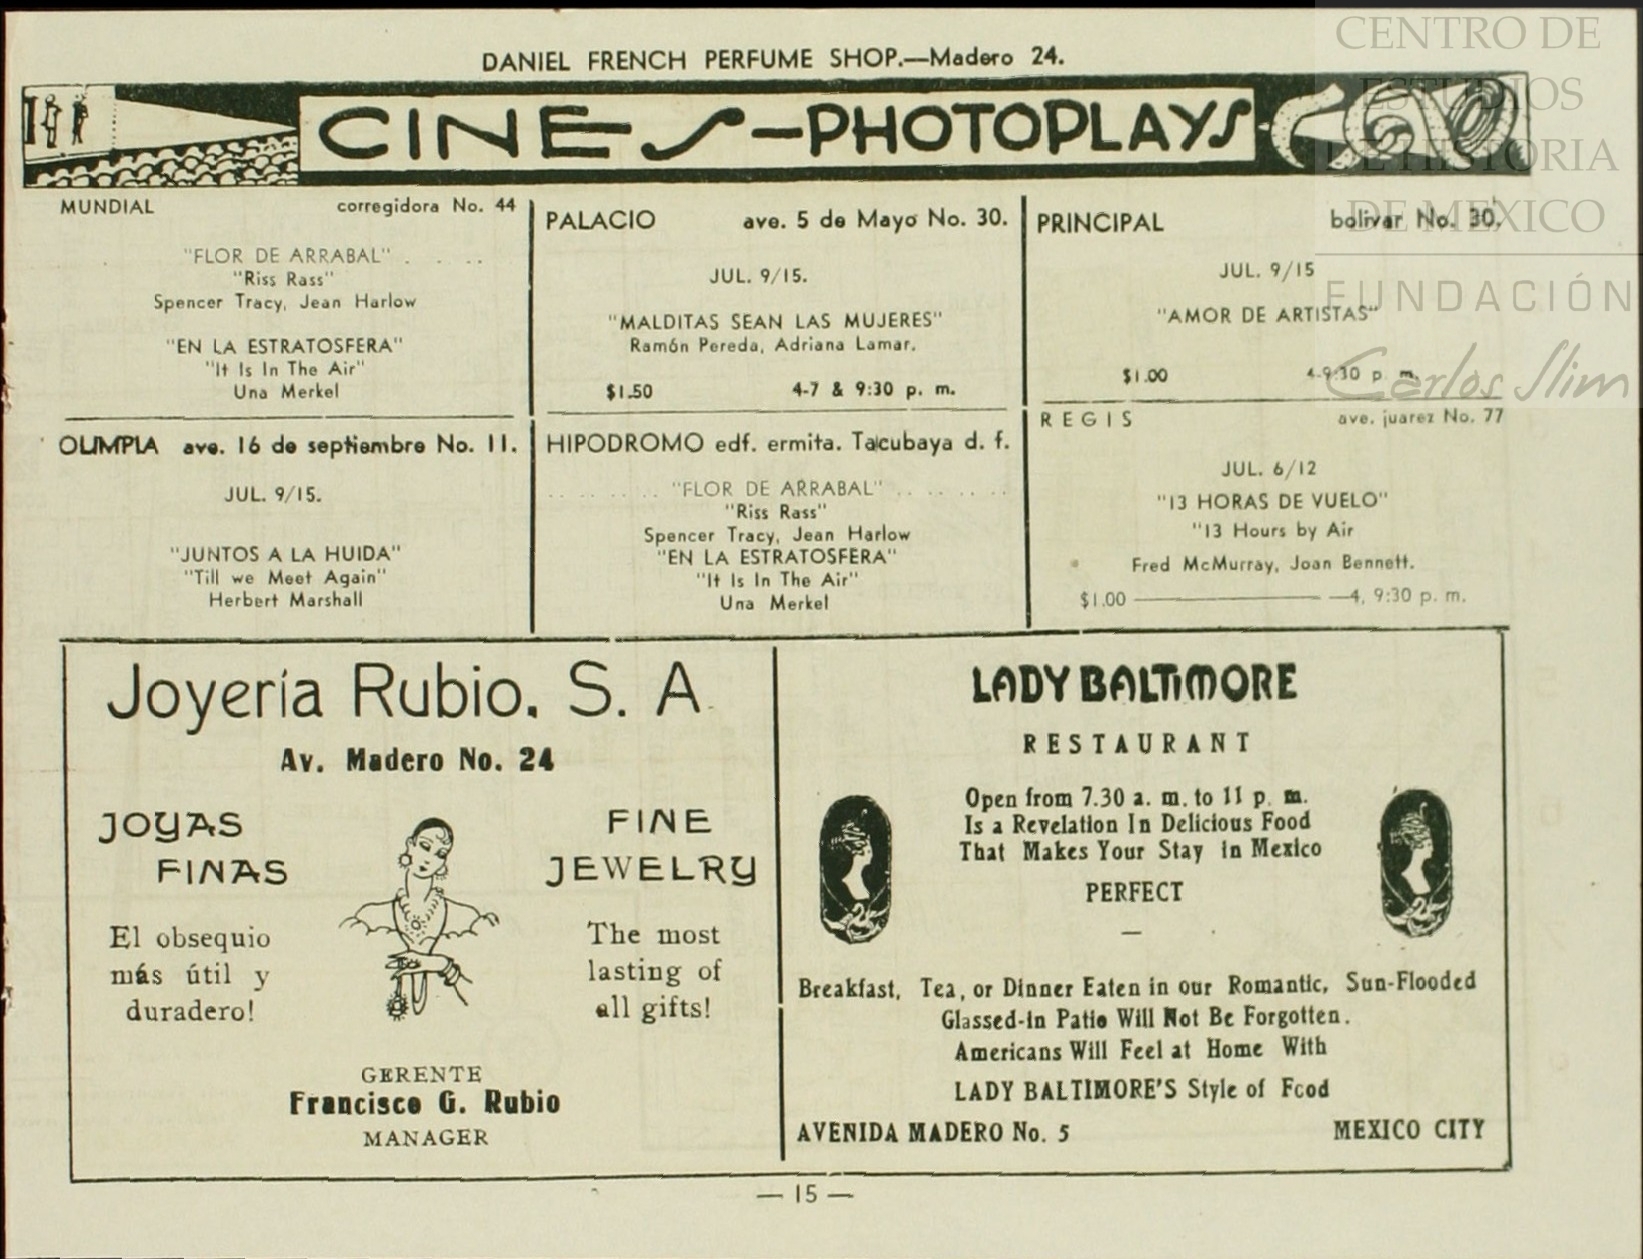 DANIEL FRENCH PERFUME SHOP.—Madero 24.
CINES—PHOTOPLAYS
MUNDIAL corregidora No. 44
"FLOR DE ARRABAL" . . . . .
"Riss Rass"
Spencer Tracy, Jean Harlow
"EN LA ESTRATOSFERA"
"It Is In The Air"
Una Merkel
PALACIO ave. 5 de Mayo No. 30.
JUL. 9/15.
"MALDITAS SEAN LAS MUJERES"
Ramón Pereda, Adriana Lamar.
$1.50 4-7 & 9:30 p. m.
PRINCIPAL bolivar No. 30.
JUL. 9/15
"AMOR DE ARTISTAS"
$1.00 4-9:30 p. m.
OLIMPIA ave. 16 de septiembre No. 11.
JUL. 9/15.
"JUNTOS A LA HUIDA"
"Till we Meet Again"
Herbert Marshall
HIPODROMO edf. ermita. Tacubaya d. f.
"FLOR DE ARRABAL"
"Riss Rass"
Spencer Tracy, Jean Harlow
"EN LA ESTRATOSFERA"
"It Is In The Air"
Una Merkel
REGIS ave. juarez No. 77
JUL. 6/12
"13 HORAS DE VUELO"
"13 Hours by Air
Fred McMurray, Joan Bennett.
$1.00 ———— —4, 9:30 p. m.
Joyería Rubio, S. A.
Av. Madero No. 24
JOYAS
FINAS
El obsequio
más útil y
duradero!
FINE
JEWELRY
The most
lasting of
all gifts!
GERENTE
Francisco G. Rubio
MANAGER
LADY BALTIMORE
RESTAURANT
Open from 7.30 a. m. to 11 p. m.
Is a Revelation In Delicious Food
That Makes Your Stay in Mexico
PERFECT
—
Breakfast, Tea, or Dinner Eaten in our Romantic, Sun-Flooded
Glassed-in Patio Will Not Be Forgotten.
Americans Will Feel at Home With
LADY BALTIMORE'S Style of Food
AVENIDA MADERO No. 5 MEXICO CITY
— 15 —
CENTRO DE
ESTUDIOS
DE HISTORIA
DE MEXICO
FUNDACIÓN
Carlos Slim